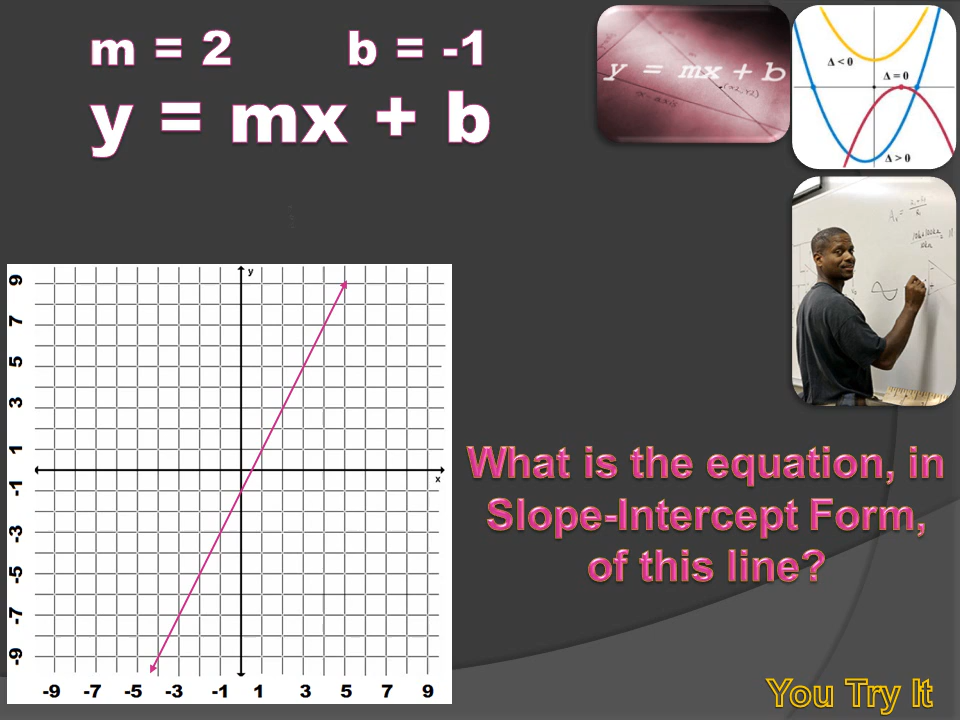 m = 2 b = -1
y = mx + b
y = mx + b
(x2,y2)
Δ < 0
Δ = 0
Δ > 0
y
9
7
5
3
1
-1
-3
-5
-7
-9
x
-9 -7 -5 -3 -1 1 3 5 7 9
What is the equation, in
Slope-Intercept Form,
of this line?
You Try It